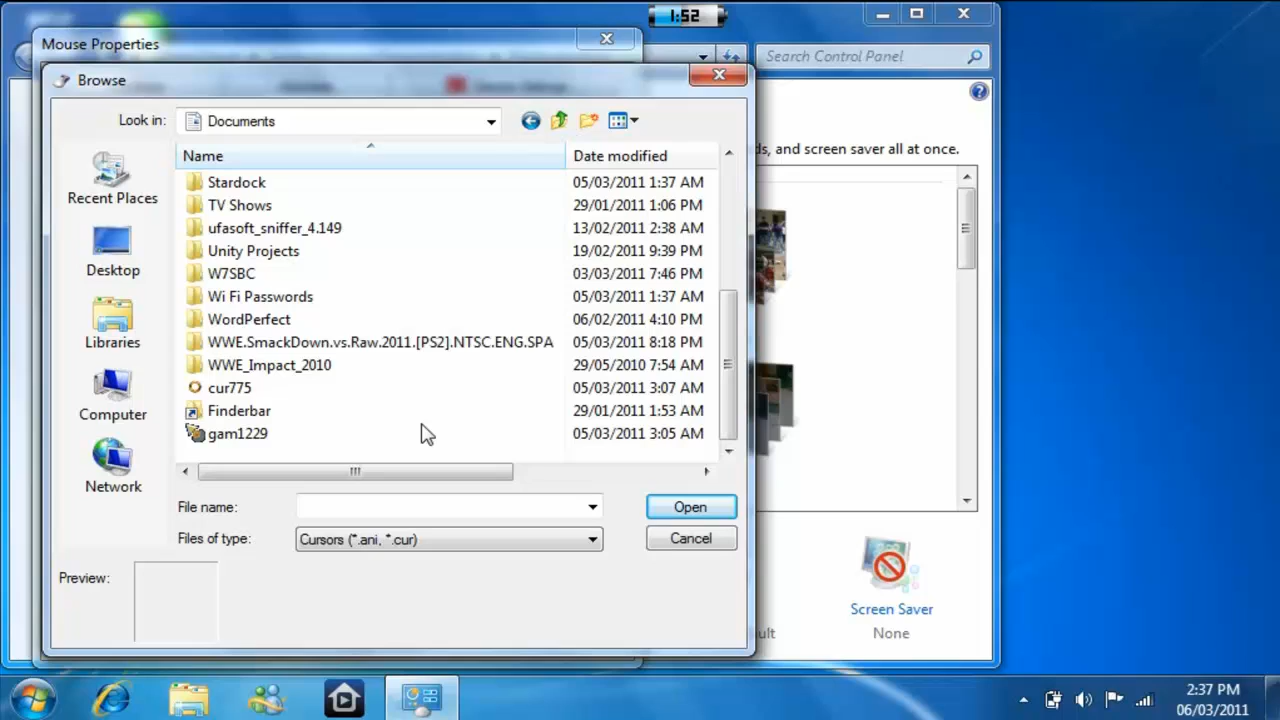 1:52
Mouse Properties
Search Control Panel
Browse
Look in: Documents
ds, and screen saver all at once.
Name Date modified
Stardock 05/03/2011 1:37 AM
TV Shows 29/01/2011 1:06 PM
ufasoft_sniffer_4.149 13/02/2011 2:38 AM
Unity Projects 19/02/2011 9:39 PM
W7SBC 03/03/2011 7:46 PM
Wi Fi Passwords 05/03/2011 1:37 AM
WordPerfect 06/02/2011 4:10 PM
WWE.SmackDown.vs.Raw.2011.[PS2].NTSC.ENG.SPA 05/03/2011 8:18 PM
WWE_Impact_2010 29/05/2010 7:54 AM
cur775 05/03/2011 3:07 AM
Finderbar 29/01/2011 1:53 AM
gam1229 05/03/2011 3:05 AM
Recent Places
Desktop
Libraries
Computer
Network
File name: Open
Files of type: Cursors (*.ani, *.cur) Cancel
Preview:
Screen Saver
ult None
2:37 PM
06/03/2011